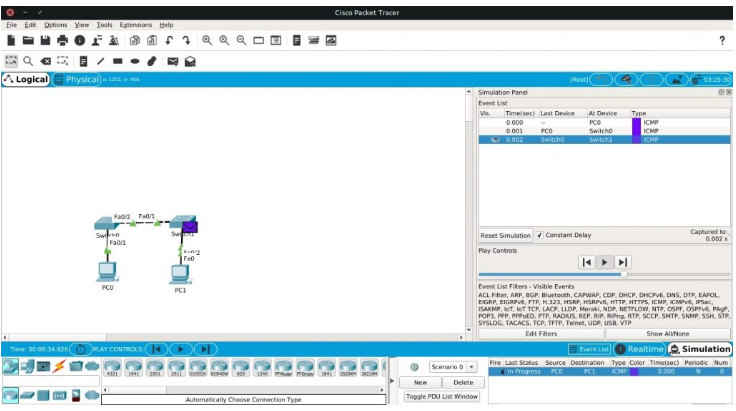 Cisco Packet Tracer
File Edit Options View Tools Extensions Help
?
Logical Physical x: 1201, y: 456 [Root] 03:25:30
Simulation Panel
Event List
Vis. Time(sec) Last Device At Device Type
0.000 -- PC0 ICMP
0.001 PC0 Switch0 ICMP
0.002 Switch0 Switch1 ICMP
Fa0/2 Fa0/1
Fa0/1
Fa0
PC0
PC1
Reset Simulation Constant Delay Captured to:
0.002 s
Play Controls
Event List Filters - Visible Events
ACL Filter, ARP, BGP, Bluetooth, CAPWAP, CDP, DHCP, DHCPv6, DNS, DTP, EAPOL,
EIGRP, EIGRPv6, FTP, H.323, HSRP, HSRPv6, HTTP, HTTPS, ICMP, ICMPv6, IPSec,
ISAKMP, IoT, IoT TCP, LACP, LLDP, Meraki, NDP, NETFLOW, NTP, OSPF, OSPFv6, PAgP,
POP3, PPP, PPPoED, PTP, RADIUS, REP, RIP, RIPng, RTP, SCCP, SMTP, SNMP, SSH, STP,
SYSLOG, TACACS, TCP, TFTP, Telnet, UDP, USB, VTP
Edit Filters Show All/None
Time: 00:06:34.926 PLAY CONTROLS: Event List Realtime Simulation
4321 1941 2901 2911 819HGW 829 1240 PTRouter PTEmpty 1841 2620XM 2621XM
Automatically Choose Connection Type
Scenario 0
New Delete
Toggle PDU List Window
Fire Last Status Source Destination Type Color Time(sec) Periodic Num
In Progress PC0 PC1 ICMP 0.000 N 0